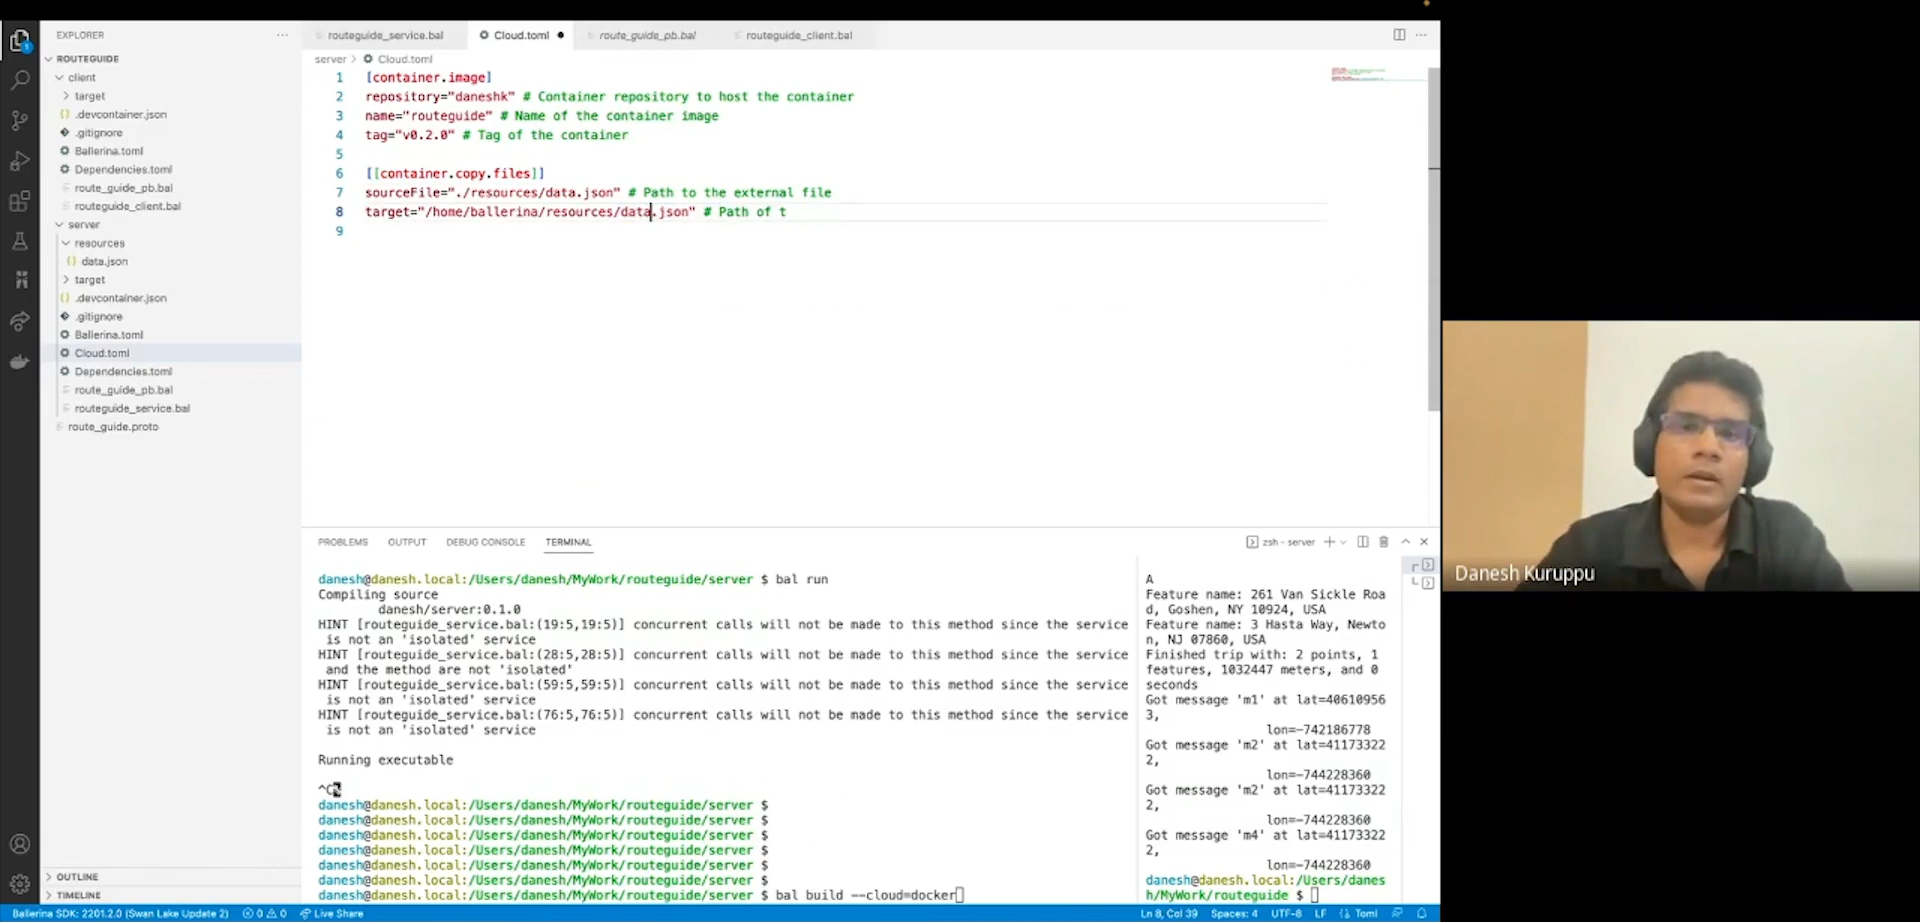 EXPLORER
ROUTEGUIDE
client
target
.devcontainer.json
.gitignore
Ballerina.toml
Dependencies.toml
route_guide_pb.bal
routeguide_client.bal
server
resources
data.json
target
.devcontainer.json
.gitignore
Ballerina.toml
Cloud.toml
Dependencies.toml
route_guide_pb.bal
routeguide_service.bal
route_guide.proto
OUTLINE
TIMELINE
routeguide_service.bal Cloud.toml route_guide_pb.bal routeguide_client.bal
server > Cloud.toml
1 [container.image]
2 repository="daneshk" # Container repository to host the container
3 name="routeguide" # Name of the container image
4 tag="v0.2.0" # Tag of the container
5
6 [[container.copy.files]]
7 sourceFile="./resources/data.json" # Path to the external file
8 target="/home/ballerina/resources/data.json" # Path of t
9
PROBLEMS OUTPUT DEBUG CONSOLE TERMINAL
zsh - server
danesh@danesh.local:/Users/danesh/MyWork/routeguide/server $ bal run
Compiling source
danesh/server:0.1.0
HINT [routeguide_service.bal:(19:5,19:5)] concurrent calls will not be made to this method since the service
is not an 'isolated' service
HINT [routeguide_service.bal:(28:5,28:5)] concurrent calls will not be made to this method since the service
and the method are not 'isolated'
HINT [routeguide_service.bal:(59:5,59:5)] concurrent calls will not be made to this method since the service
is not an 'isolated' service
HINT [routeguide_service.bal:(76:5,76:5)] concurrent calls will not be made to this method since the service
is not an 'isolated' service
Running executable
^C
danesh@danesh.local:/Users/danesh/MyWork/routeguide/server $
danesh@danesh.local:/Users/danesh/MyWork/routeguide/server $
danesh@danesh.local:/Users/danesh/MyWork/routeguide/server $
danesh@danesh.local:/Users/danesh/MyWork/routeguide/server $
danesh@danesh.local:/Users/danesh/MyWork/routeguide/server $
danesh@danesh.local:/Users/danesh/MyWork/routeguide/server $
danesh@danesh.local:/Users/danesh/MyWork/routeguide/server $ bal build --cloud=docker
A
Feature name: 261 Van Sickle Roa
d, Goshen, NY 10924, USA
Feature name: 3 Hasta Way, Newto
n, NJ 07860, USA
Finished trip with: 2 points, 1
features, 1032447 meters, and 0
seconds
Got message 'm1' at lat=40610956
3,
lon=-742186778
Got message 'm2' at lat=41173322
2,
lon=-744228360
Got message 'm2' at lat=41173322
2,
lon=-744228360
Got message 'm4' at lat=41173322
2,
lon=-744228360
danesh@danesh.local:/Users/danes
h/MyWork/routeguide $
Ballerina SDK: 2201.2.0 (Swan Lake Update 2) 0 0 Live Share
Ln 8, Col 39 Spaces: 4 UTF-8 LF Toml
Danesh Kuruppu